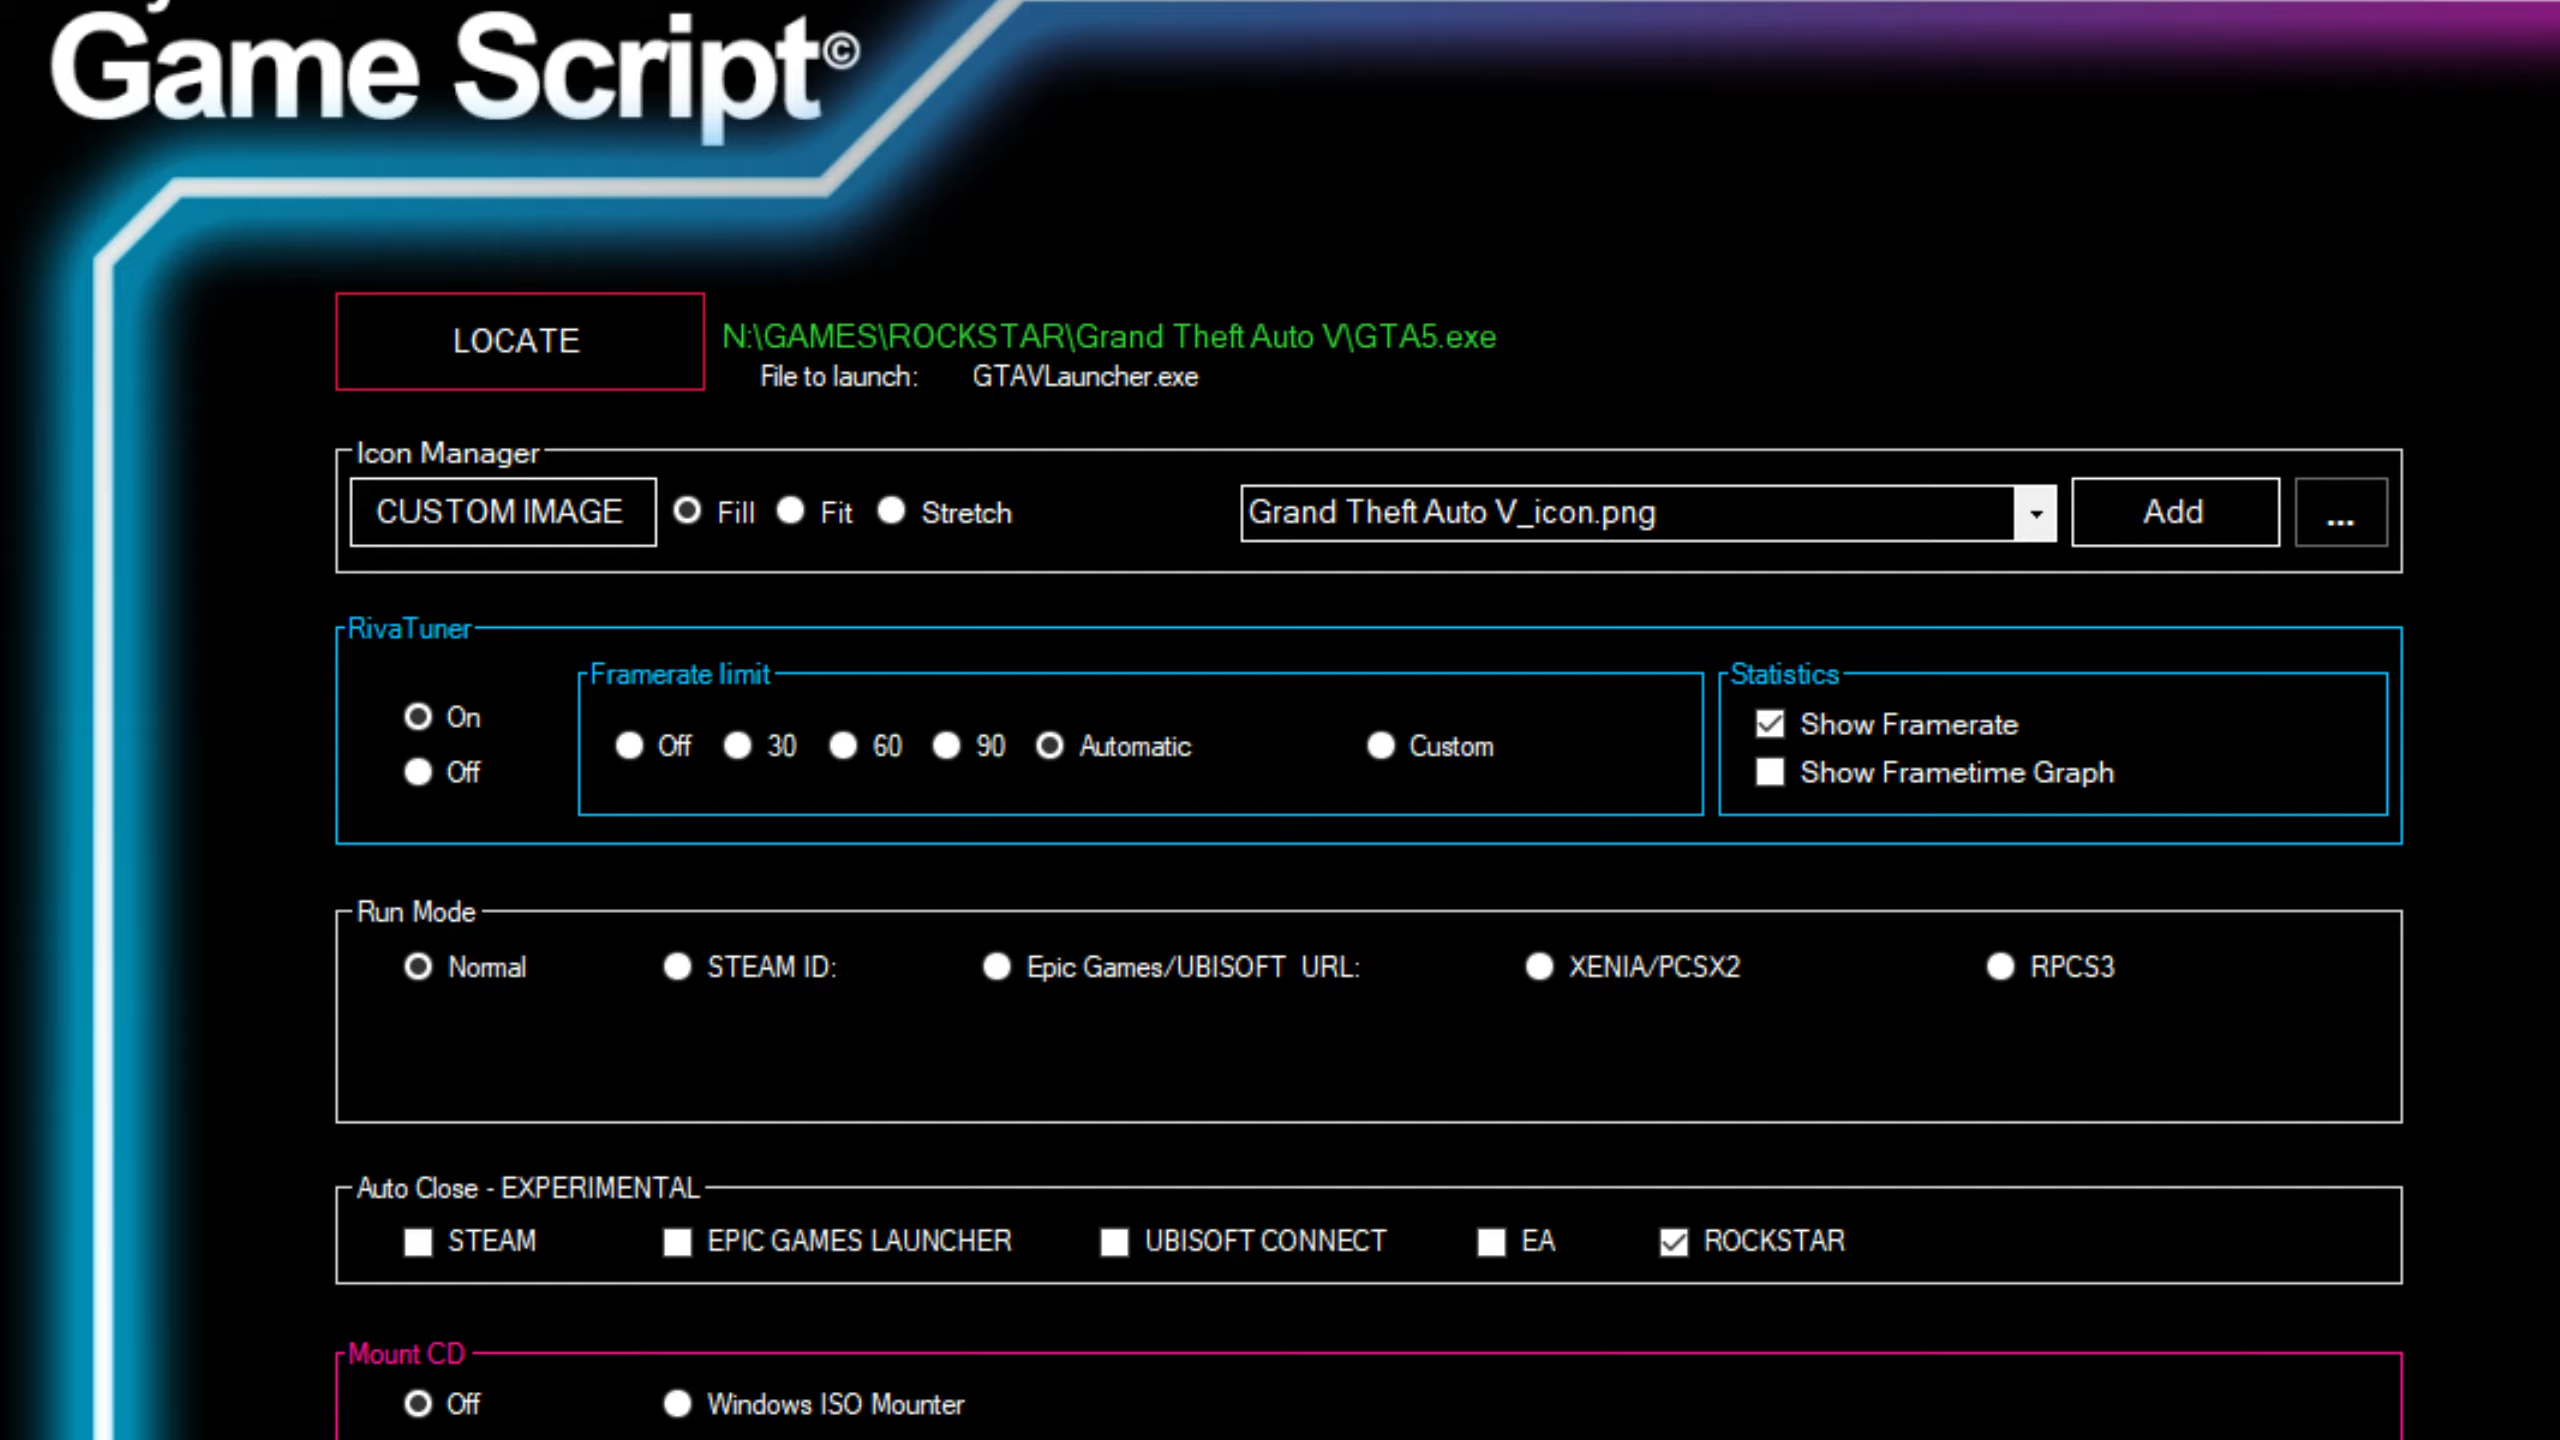 Game Script©
LOCATE
N:\GAMES\ROCKSTAR\Grand Theft Auto V\GTA5.exe
File to launch: GTAVLauncher.exe
Icon Manager
CUSTOM IMAGE Fill Fit Stretch Grand Theft Auto V_icon.png Add ...
RivaTuner
Framerate limit Statistics
On
Off 30 60 90 Automatic Custom Show Framerate
Off Show Frametime Graph
Run Mode
Normal STEAM ID: Epic Games/UBISOFT URL: XENIA/PCSX2 RPCS3
Auto Close - EXPERIMENTAL
STEAM EPIC GAMES LAUNCHER UBISOFT CONNECT EA ROCKSTAR
Mount CD
Off Windows ISO Mounter